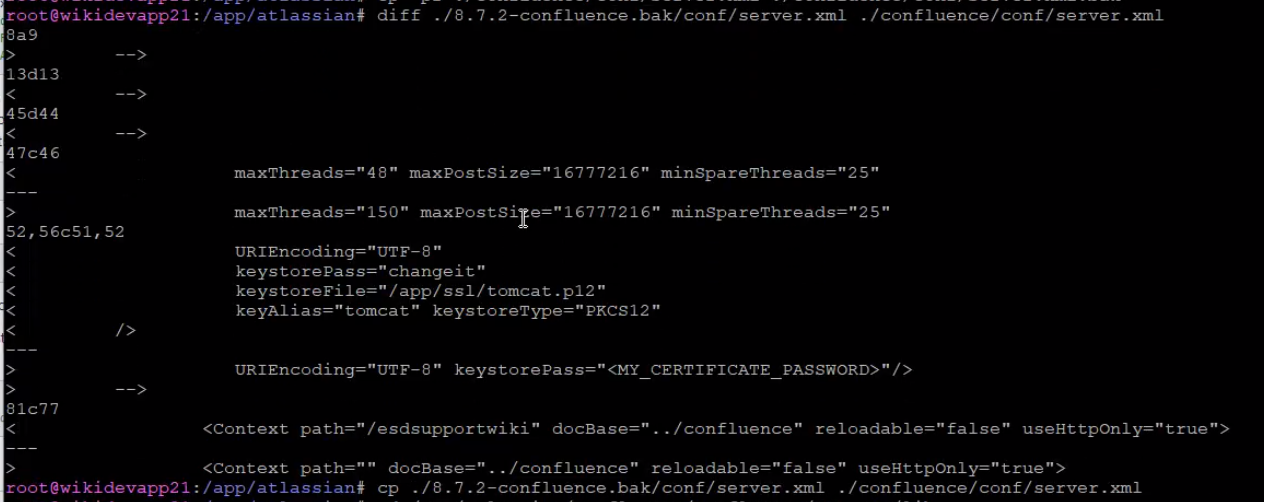 root@wikidevapp21:/app/atlassian# diff ./8.7.2-confluence.bak/conf/server.xml ./confluence/conf/server.xml
8a9
>         -->
13d13
<         -->
45d44
<         -->
47c46
<                    maxThreads="48" maxPostSize="16777216" minSpareThreads="25"
---
>                    maxThreads="150" maxPostSize="16777216" minSpareThreads="25"
52,56c51,52
<                    URIEncoding="UTF-8"
<                    keystorePass="changeit"
<                    keystoreFile="/app/ssl/tomcat.p12"
<                    keyAlias="tomcat" keystoreType="PKCS12"
<         />
---
>                    URIEncoding="UTF-8" keystorePass="<MY_CERTIFICATE_PASSWORD>"/>
>         -->
81c77
<                 <Context path="/esdsupportwiki" docBase="../confluence" reloadable="false" useHttpOnly="true">
---
>                 <Context path="" docBase="../confluence" reloadable="false" useHttpOnly="true">
root@wikidevapp21:/app/atlassian# cp ./8.7.2-confluence.bak/conf/server.xml ./confluence/conf/server.xml